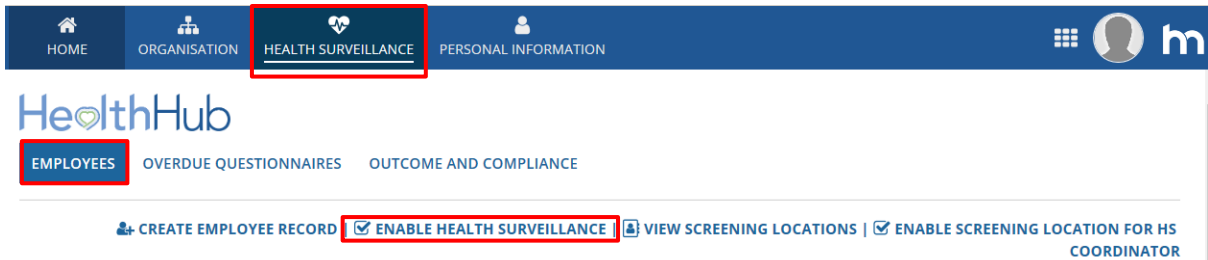 HOME ORGANISATION HEALTH SURVEILLANCE PERSONAL INFORMATION
hm
HealthHub
EMPLOYEES OVERDUE QUESTIONNAIRES OUTCOME AND COMPLIANCE
CREATE EMPLOYEE RECORD | ENABLE HEALTH SURVEILLANCE | VIEW SCREENING LOCATIONS | ENABLE SCREENING LOCATION FOR HS
COORDINATOR